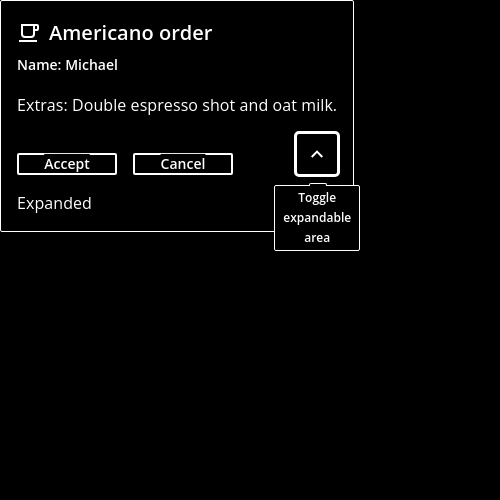 Americano order
Name: Michael
Extras: Double espresso shot and oat milk.
Accept
Cancel
Expanded
Toggle
expandable
area